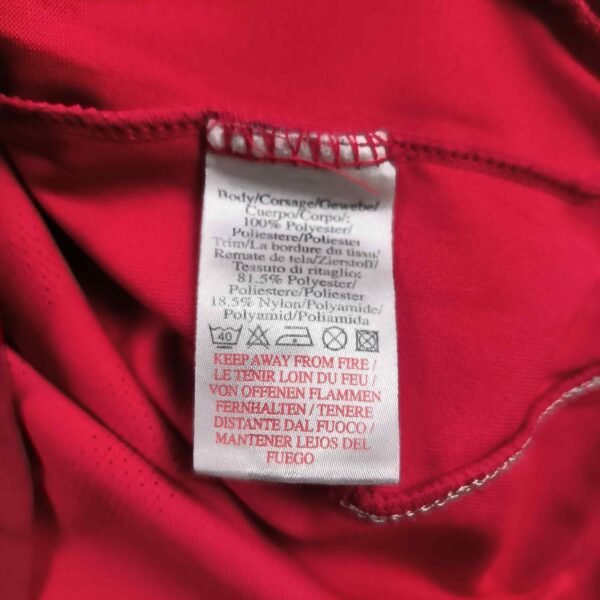 Body/Corsage/Gewebe/
Cuerpo/Corpo/:
100% Polyester/
Poliestere/Poliester
Trim/La bordure du tissu/
Remate de tela/Zierstoff/
Tessuto di ritaglio:
81.5% Polyester/
Poliestere/Poliester
18.5% Nylon/Polyamide/
Polyamid/Poliamida
40
KEEP AWAY FROM FIRE /
LE TENIR LOIN DU FEU /
VON OFFENEN FLAMMEN
FERNHALTEN / TENERE
DISTANTE DAL FUOCO /
MANTENER LEJOS DEL
FUEGO